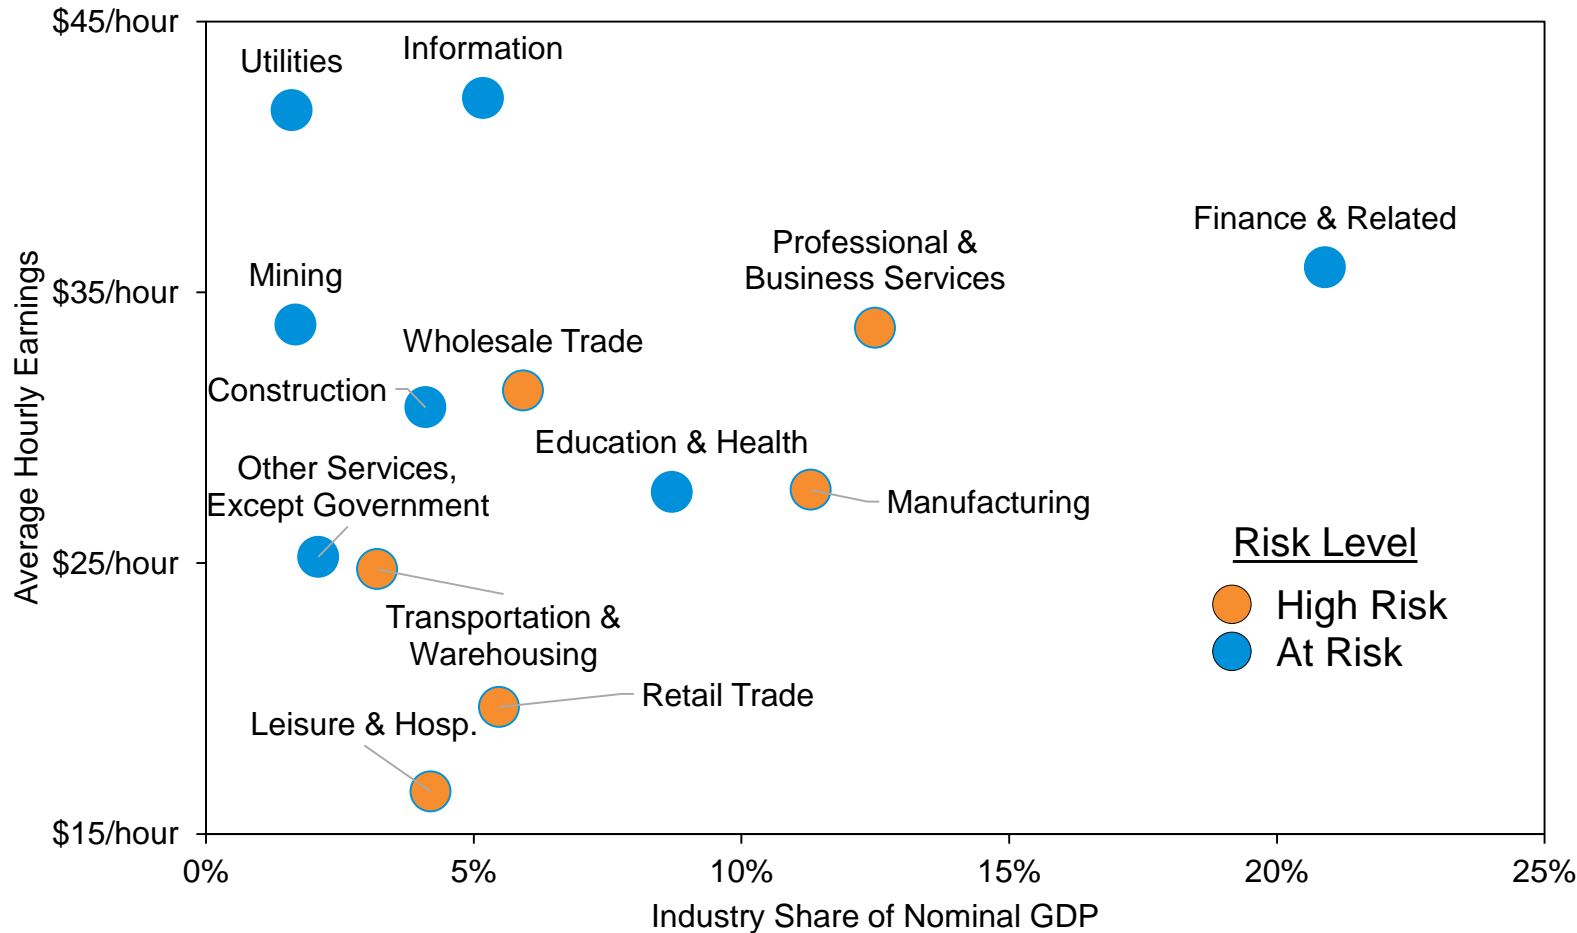 $45/hour
Information
Utilities
Finance & Related
Professional &
Business Services
Mining
$35/hour
Wholesale Trade
Construction
Education & Health
Other Services,
Except Government
Manufacturing
Average Hourly Earnings
$25/hour
Risk Level
High Risk
At Risk
Transportation &
Warehousing
Retail Trade
Leisure & Hosp.
$15/hour
0%
5%
10%
15%
20%
25%
Industry Share of Nominal GDP